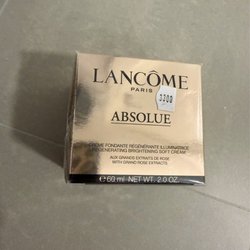 LANCÔME
PARIS
3300
ABSOLUE
CRÈME FONDANTE RÉGÉNÉRANTE ILLUMINATRICE
REGENERATING BRIGHTENING SOFT CREAM
AUX GRANDS EXTRAITS DE ROSE
WITH GRAND ROSE EXTRACTS
℮ 60 ml NET WT. 2.0 OZ.